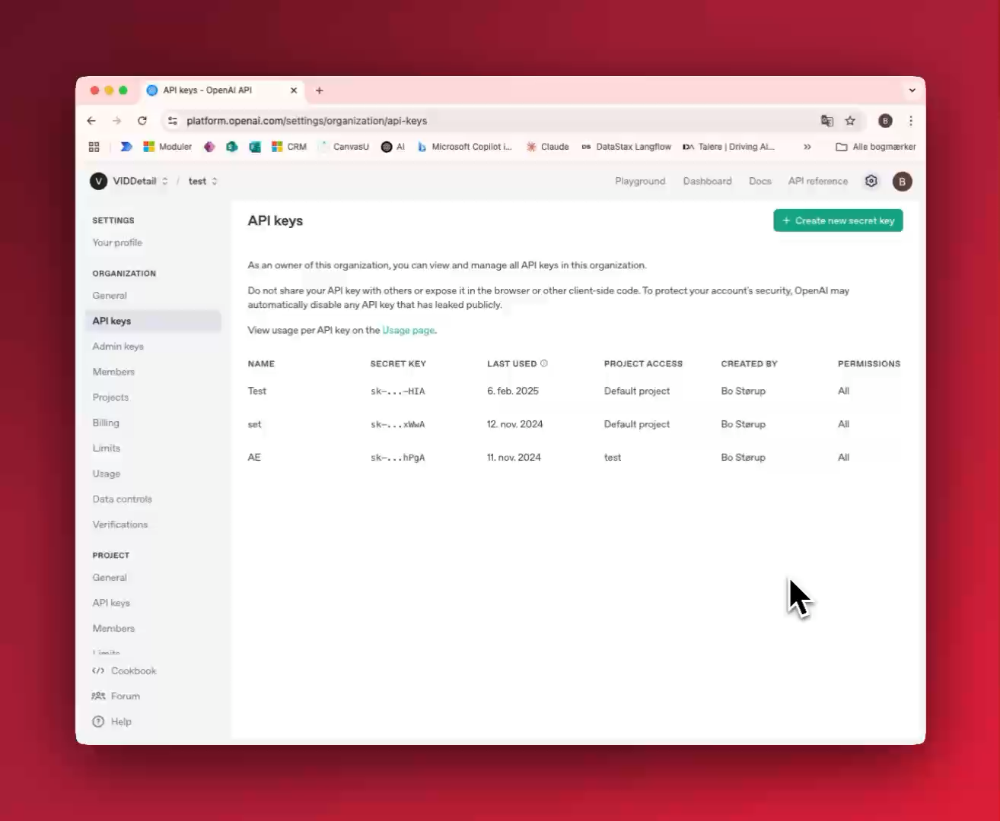 API keys - OpenAI API
platform.openai.com/settings/organization/api-keys
B
Moduler
CRM
CanvasU
AI
Microsoft Copilot i...
Claude
DS DataStax Langflow
Talere | Driving AI...
»
Alle bogmærker
V VIDDetail / test
Playground
Dashboard
Docs
API reference
B
SETTINGS
Your profile
ORGANIZATION
General
API keys
Admin keys
Members
Projects
Billing
Limits
Usage
Data controls
Verifications
PROJECT
General
API keys
Members
Limits
Cookbook
Forum
Help
API keys
+ Create new secret key
As an owner of this organization, you can view and manage all API keys in this organization.
Do not share your API key with others or expose it in the browser or other client-side code. To protect your account's security, OpenAI may
automatically disable any API key that has leaked publicly.
View usage per API key on the Usage page.
NAME SECRET KEY LAST USED PROJECT ACCESS CREATED BY PERMISSIONS
Test sk-...-HIA 6. feb. 2025 Default project Bo Størup All
set sk-...xWwA 12. nov. 2024 Default project Bo Størup All
AE sk-...hPgA 11. nov. 2024 test Bo Størup All